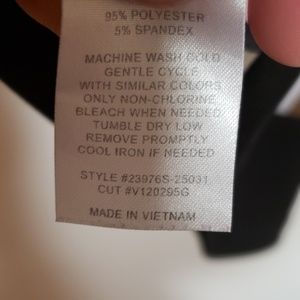 95% POLYESTER
5% SPANDEX
MACHINE WASH COLD
GENTLE CYCLE
WITH SIMILAR COLORS
ONLY NON-CHLORINE
BLEACH WHEN NEEDED
TUMBLE DRY LOW
REMOVE PROMPTLY
COOL IRON IF NEEDED
STYLE #23976S-25031
CUT #V120295G
MADE IN VIETNAM